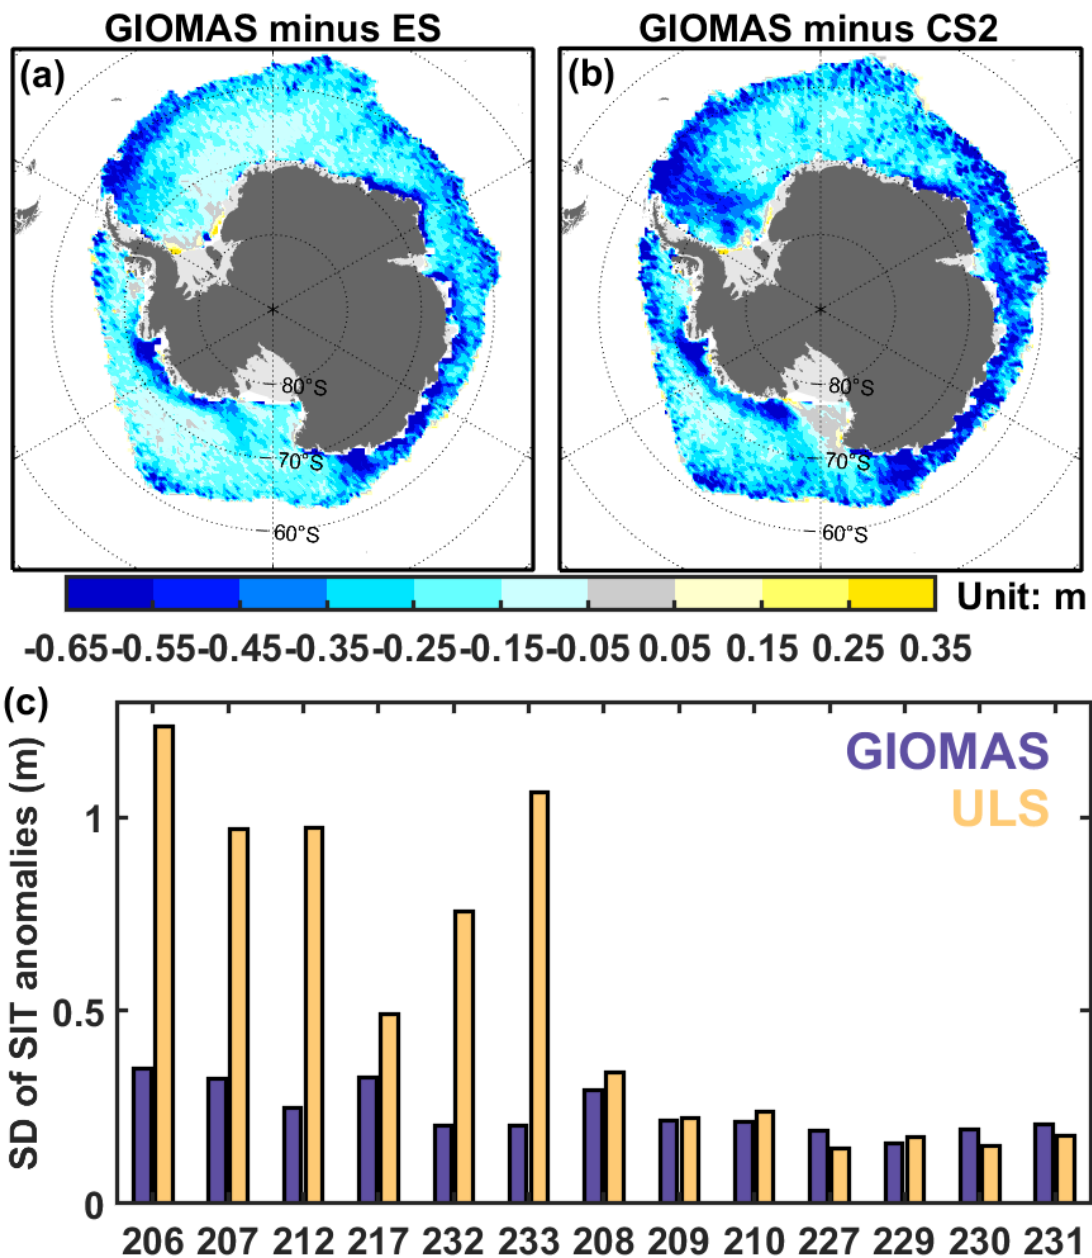 GIOMAS minus ES
GIOMAS minus CS2
(a)
80°S
70°S
60°S
(b)
80°S
70°S
60°S
Unit: m
-0.65 -0.55 -0.45 -0.35 -0.25 -0.15 -0.05 0.05 0.15 0.25 0.35
(c)
SD of SIT anomalies (m)
GIOMAS
ULS
1
0.5
0
206 207 212 217 232 233 208 209 210 227 229 230 231